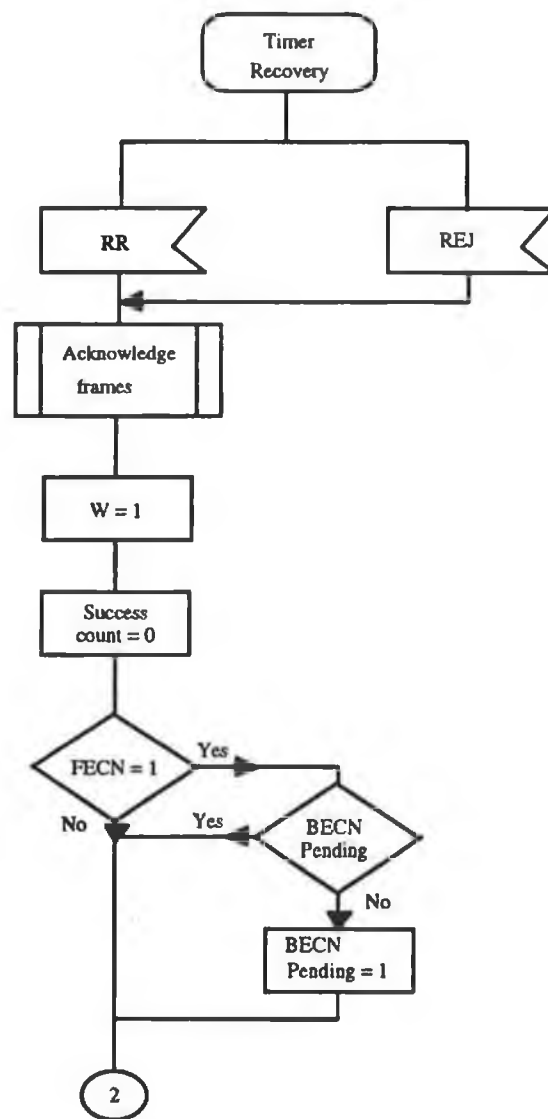 Timer
Recovery
RR
REJ
Acknowledge
frames
W = 1
Success
count = 0
FECN = 1
Yes
No
Yes
BECN
Pending
No
BECN
Pending = 1
2